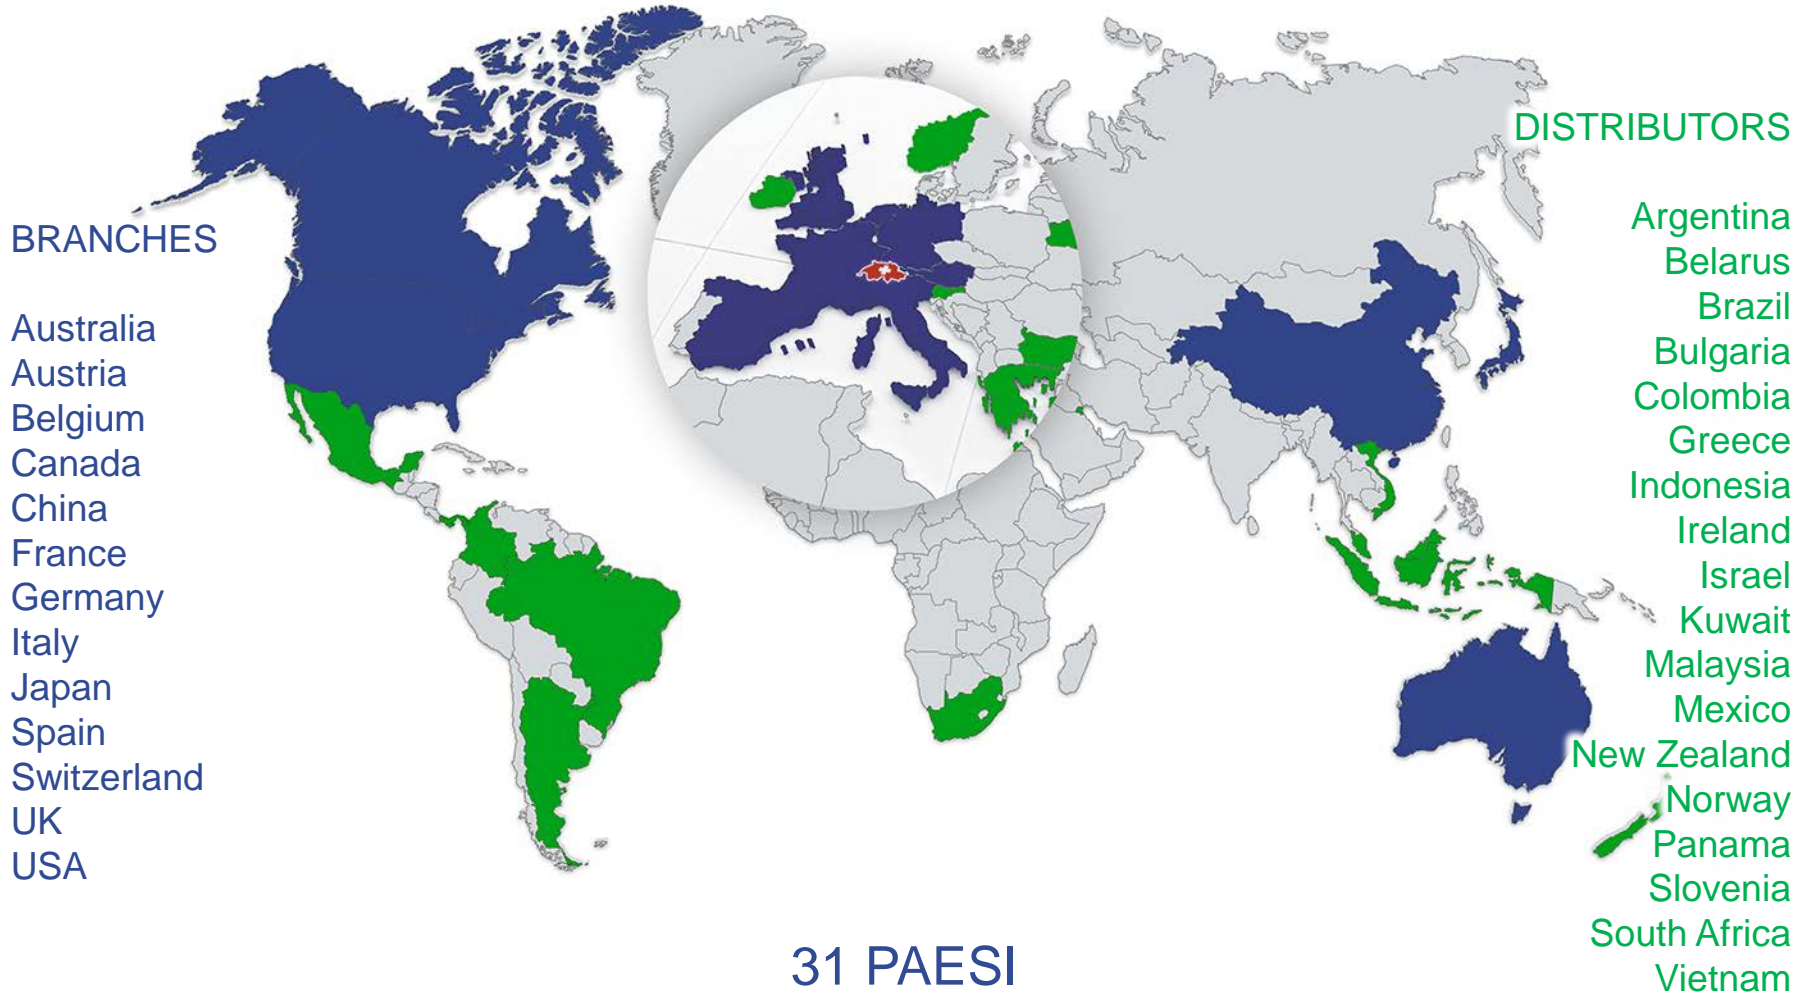 BRANCHES
Australia
Austria
Belgium
Canada
China
France
Germany
Italy
Japan
Spain
Switzerland
UK
USA
DISTRIBUTORS
Argentina
Belarus
Brazil
Bulgaria
Colombia
Greece
Indonesia
Ireland
Israel
Kuwait
Malaysia
Mexico
New Zealand
Norway
Panama
Slovenia
South Africa
Vietnam
31 PAESI